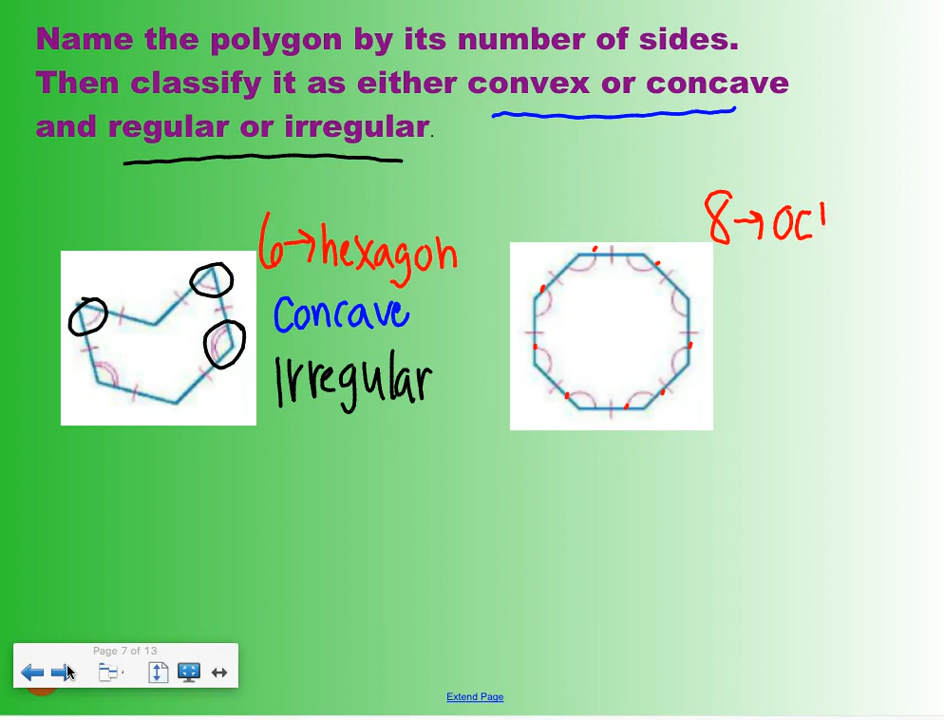 Name the polygon by its number of sides.
Then classify it as either convex or concave
and regular or irregular.
6→hexagon
Concave
Irregular
8→OC
Page 7 of 13
Extend Page